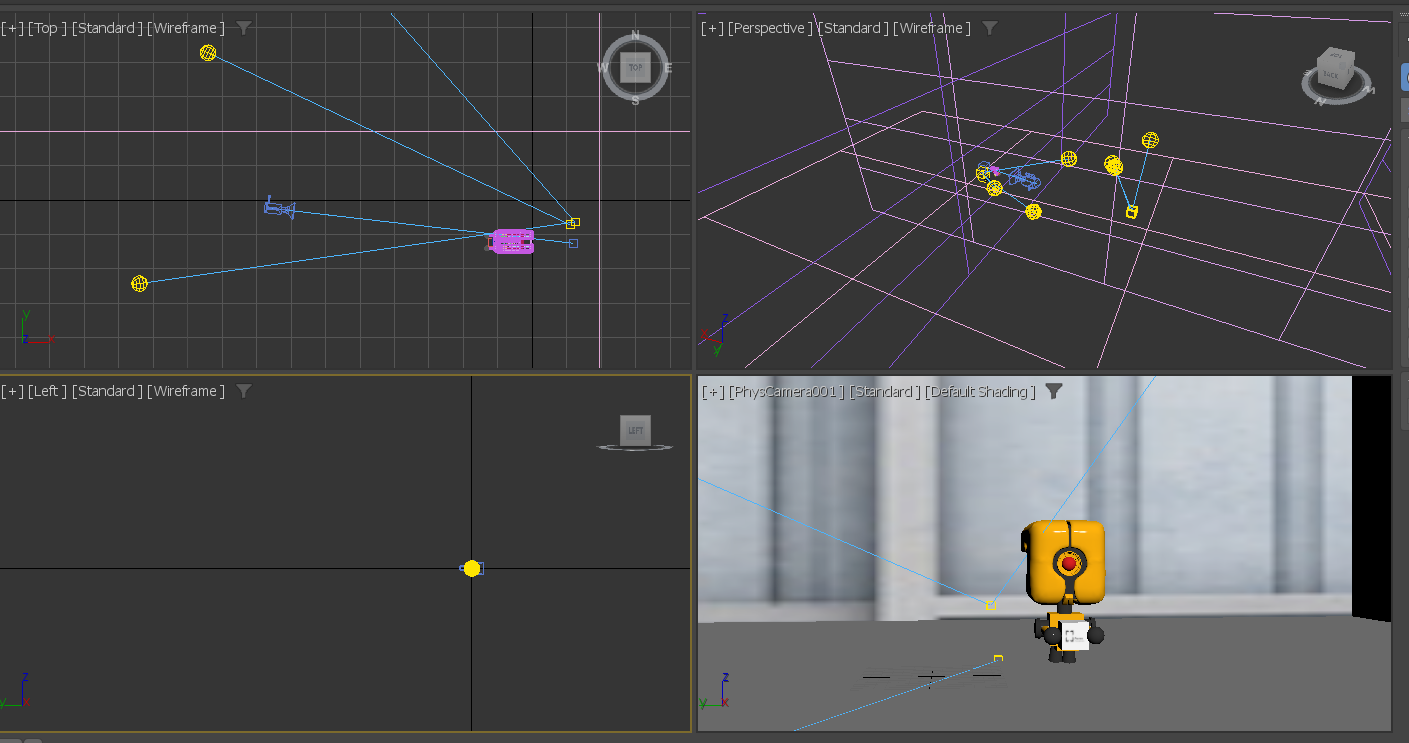 [+] [Top ] [Standard ] [Wireframe ]
N
W
TOP
E
S
y
z
x
[+] [Perspective ] [Standard ] [Wireframe ]
BACK
N
z
x
y
[+] [Left ] [Standard ] [Wireframe ]
LEFT
z
y
x
[+] [PhysCamera001 ] [Standard ] [Default Shading ]
z
y
x